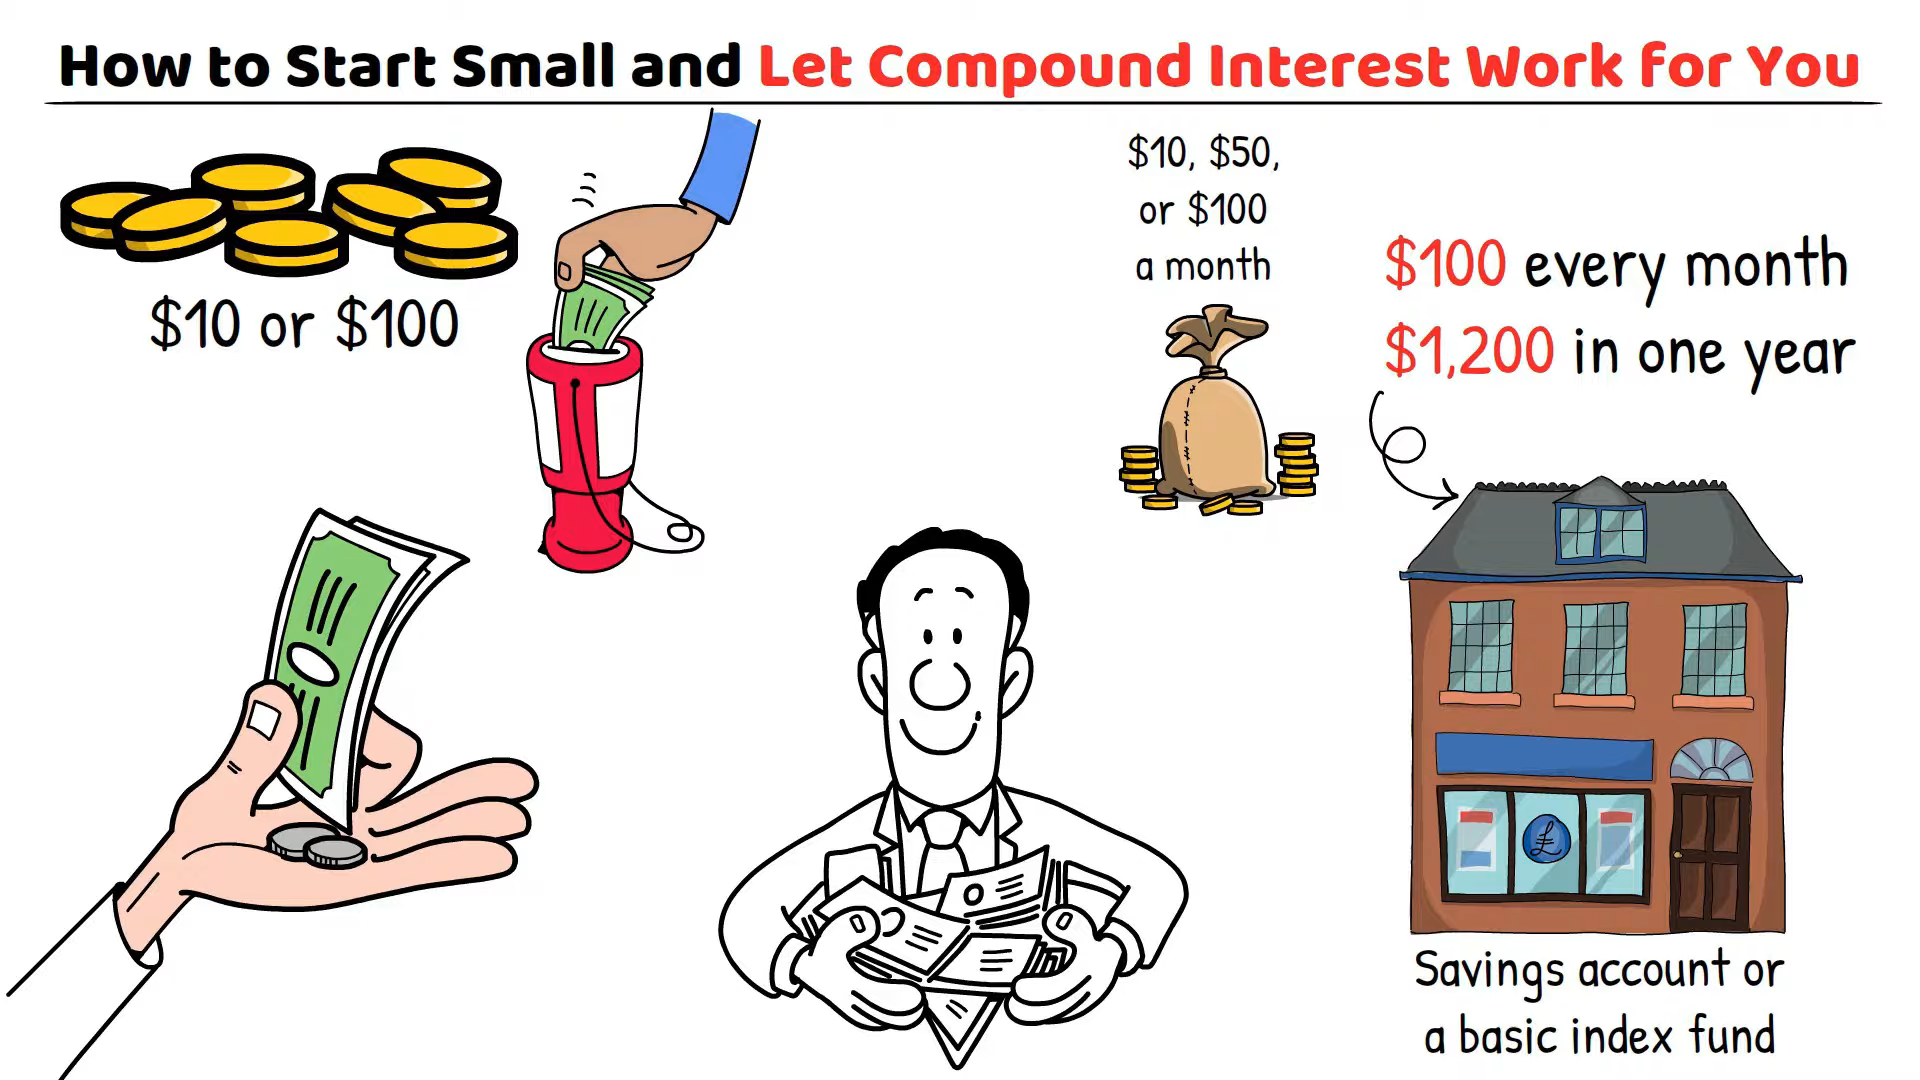 How to Start Small and Let Compound Interest Work for You
$10 or $100
$10, $50,
or $100
a month
$100 every month
$1,200 in one year
£
Savings account or
a basic index fund